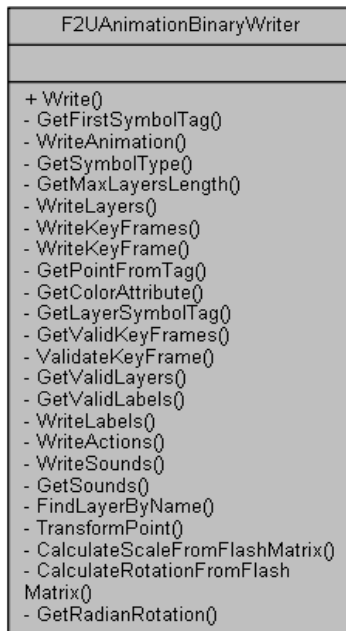 F2UAnimationBinaryWriter
+ Write()
- GetFirstSymbolTag()
- WriteAnimation()
- GetSymbolType()
- GetMaxLayersLength()
- WriteLayers()
- WriteKeyFrames()
- WriteKeyFrame()
- GetPointFromTag()
- GetColorAttribute()
- GetLayerSymbolTag()
- GetValidKeyFrames()
- ValidateKeyFrame()
- GetValidLayers()
- GetValidLabels()
- WriteLabels()
- WriteActions()
- WriteSounds()
- GetSounds()
- FindLayerByName()
- TransformPoint()
- CalculateScaleFromFlashMatrix()
- CalculateRotationFromFlash
Matrix()
- GetRadianRotation()